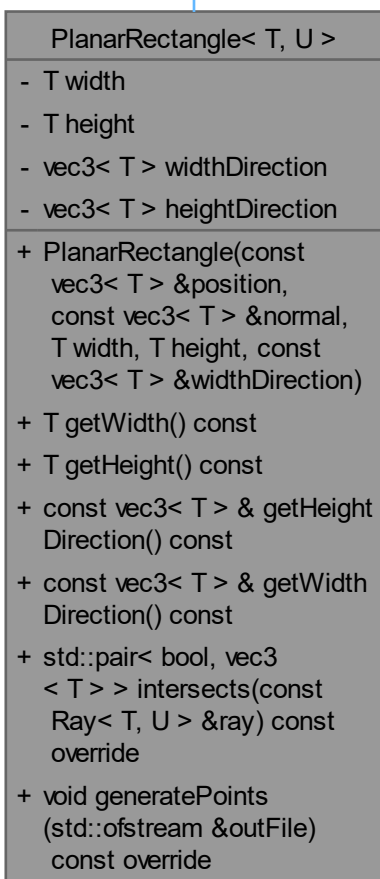 PlanarRectangle< T, U >
- T width
- T height
- vec3< T > widthDirection
- vec3< T > heightDirection
+ PlanarRectangle(const
vec3< T > &position,
const vec3< T > &normal,
T width, T height, const
vec3< T > &widthDirection)
+ T getWidth() const
+ T getHeight() const
+ const vec3< T > & getHeight
Direction() const
+ const vec3< T > & getWidth
Direction() const
+ std::pair< bool, vec3
< T > > intersects(const
Ray< T, U > &ray) const
override
+ void generatePoints
(std::ofstream &outFile)
const override